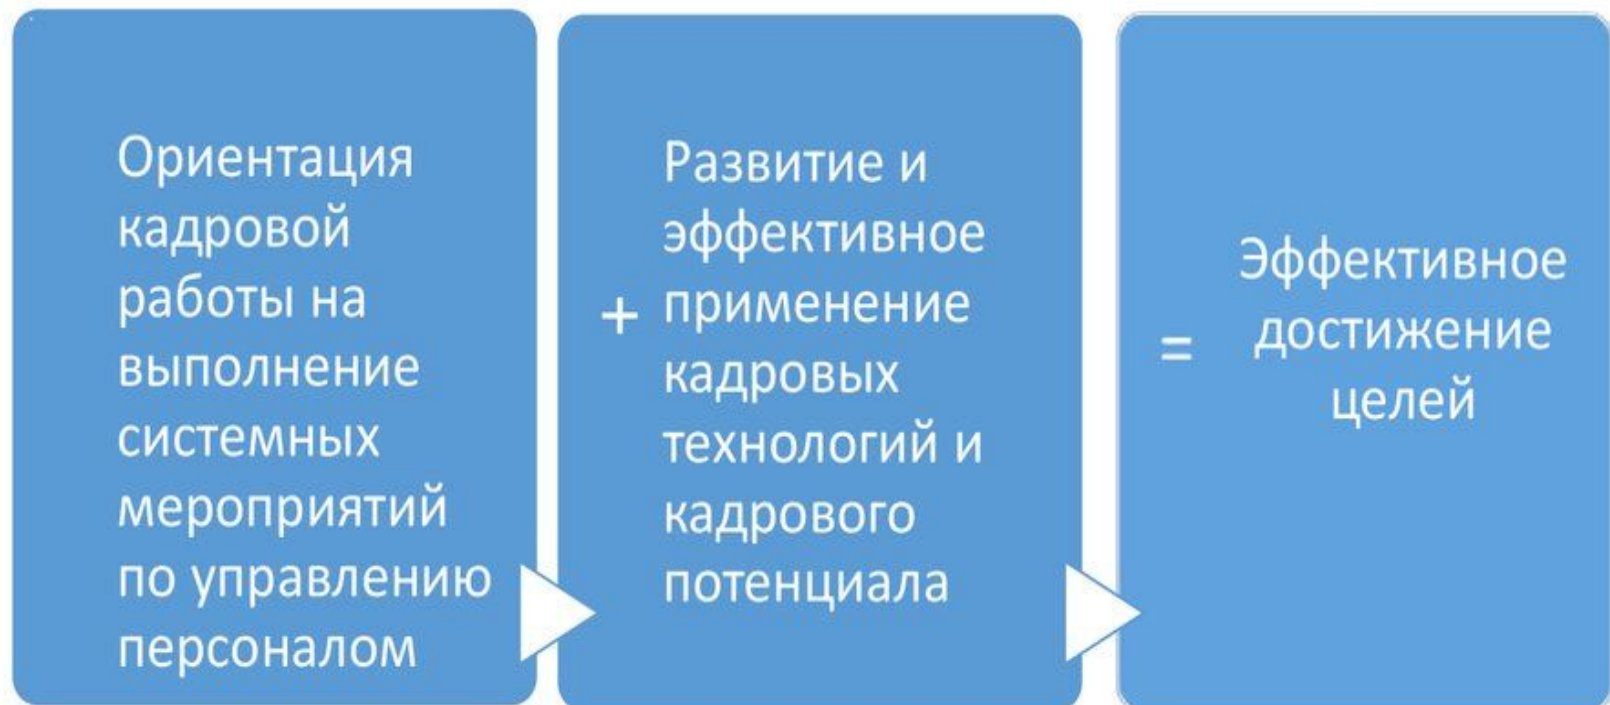 Ориентация
кадровой
работы на
выполнение
системных
мероприятий
по управлению
персоналом
+
Развитие и
эффективное
применение
кадровых
технологий и
кадрового
потенциала
=
Эффективное
достижение
целей